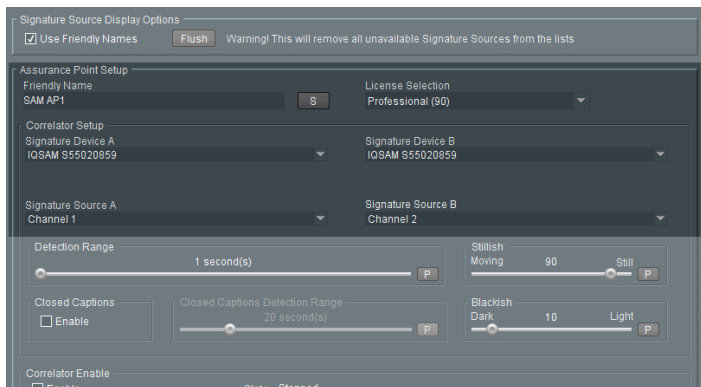 Signature Source Display Options
Use Friendly Names Flush Warning! This will remove all unavailable Signature Sources from the lists
Assurance Point Setup
Friendly Name License Selection
SAM AP1 S Professional (90)
Correlator Setup
Signature Device A Signature Device B
IQSAM S55020859 IQSAM S55020859
Signature Source A Signature Source B
Channel 1 Channel 2
Detection Range Stillish
1 second(s) Moving 90 Still
P P
Closed Captions Closed Captions Detection Range Blackish
Enable 20 second(s) Dark 10 Light
P P
Correlator Enable